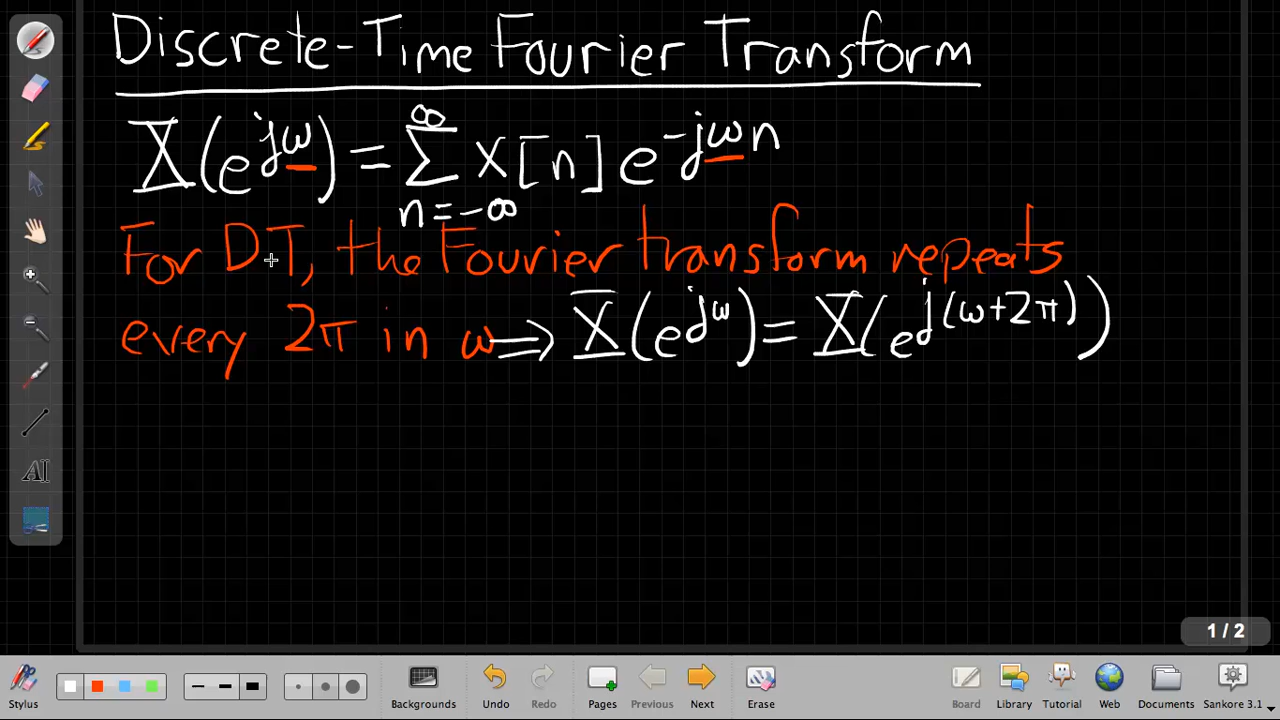 Discrete-Time Fourier Transform
X(e^{jω}) = ∑_{n=-∞}^{∞} x[n] e^{-jωn}
For DT, the Fourier transform repeats
every 2π in ω ⇒ X(e^{jω}) = X(e^{j(ω+2π)})
1 / 2
Stylus
Backgrounds
Undo
Redo
Pages
Previous
Next
Erase
Board
Library
Tutorial
Web
Documents
Sankore 3.1